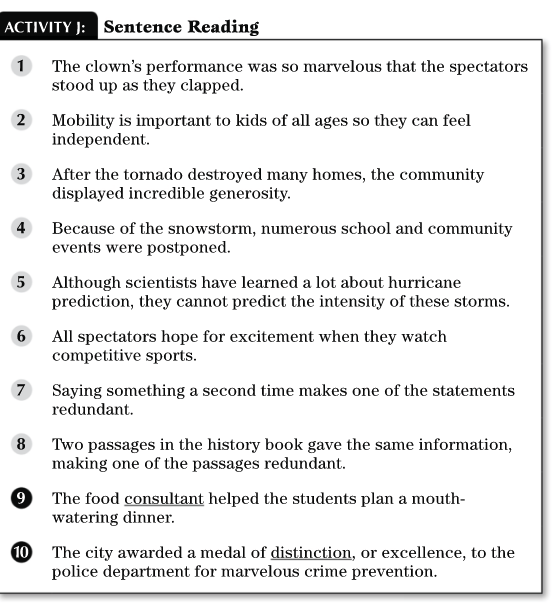 ACTIVITY J: Sentence Reading
1 The clown's performance was so marvelous that the spectators
stood up as they clapped.
2 Mobility is important to kids of all ages so they can feel
independent.
3 After the tornado destroyed many homes, the community
displayed incredible generosity.
4 Because of the snowstorm, numerous school and community
events were postponed.
5 Although scientists have learned a lot about hurricane
prediction, they cannot predict the intensity of these storms.
6 All spectators hope for excitement when they watch
competitive sports.
7 Saying something a second time makes one of the statements
redundant.
8 Two passages in the history book gave the same information,
making one of the passages redundant.
9 The food consultant helped the students plan a mouth-
watering dinner.
10 The city awarded a medal of distinction, or excellence, to the
police department for marvelous crime prevention.